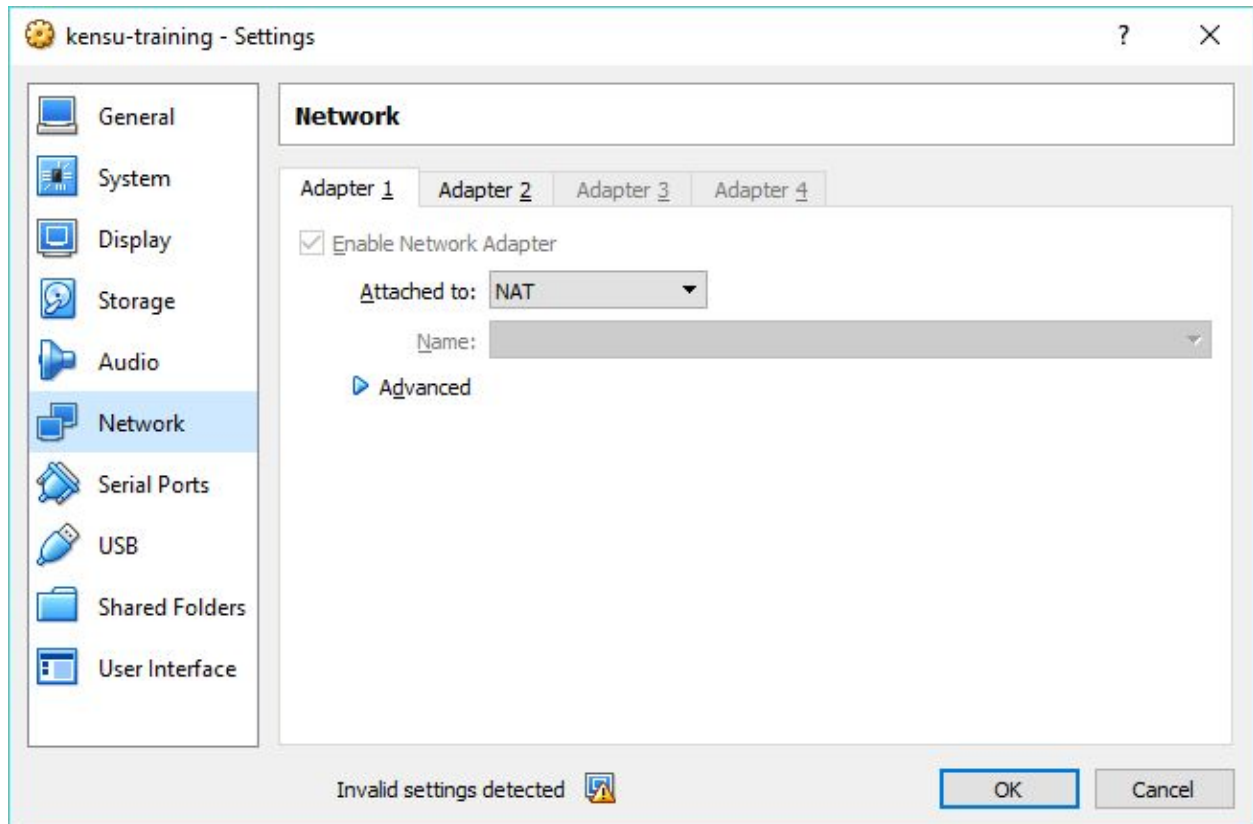 kensu-training - Settings
?
General
System
Display
Storage
Audio
Network
Serial Ports
USB
Shared Folders
User Interface
Network
Adapter 1
Adapter 2
Adapter 3
Adapter 4
Enable Network Adapter
Attached to: NAT
Name:
Advanced
Invalid settings detected
OK
Cancel